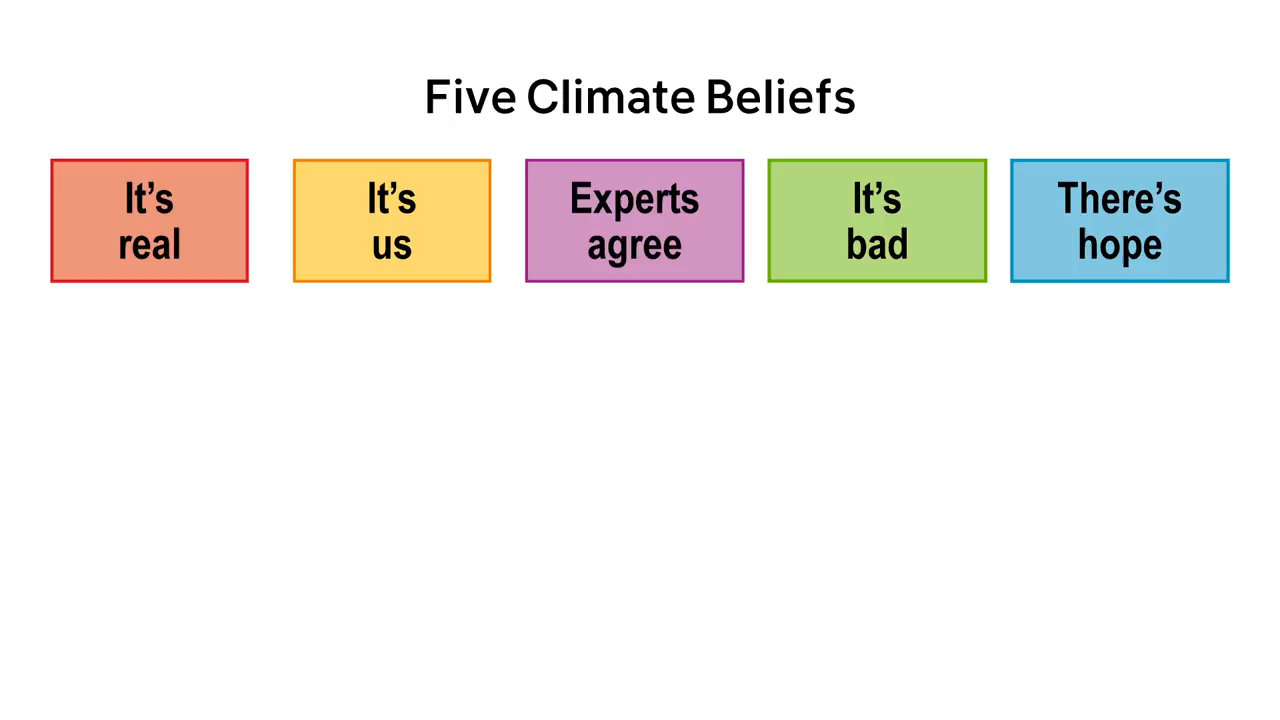 Five Climate Beliefs
It’s
real
It’s
us
Experts
agree
It’s
bad
There’s
hope